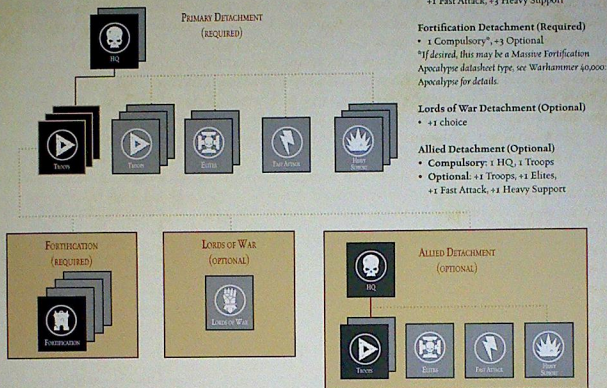 +1 Fast Attack, +3 Heavy Support
Fortification Detachment (Required)
• 1 Compulsory*, +3 Optional
*If desired, this may be a Massive Fortification
Apocalypse datasheet type, see Warhammer 40,000:
Apocalypse for details.
Lords of War Detachment (Optional)
• +1 choice
Allied Detachment (Optional)
• Compulsory: 1 HQ, 1 Troops
• Optional: +1 Troops, +1 Elites,
+1 Fast Attack, +1 Heavy Support
Primary Detachment
(required)
HQ
Troops
Troops
Elites
Fast Attack
Heavy
Support
Fortification
(required)
Fortification
Lords of War
(optional)
Lords of War
Allied Detachment
(optional)
HQ
Troops
Elites
Fast Attack
Heavy
Support